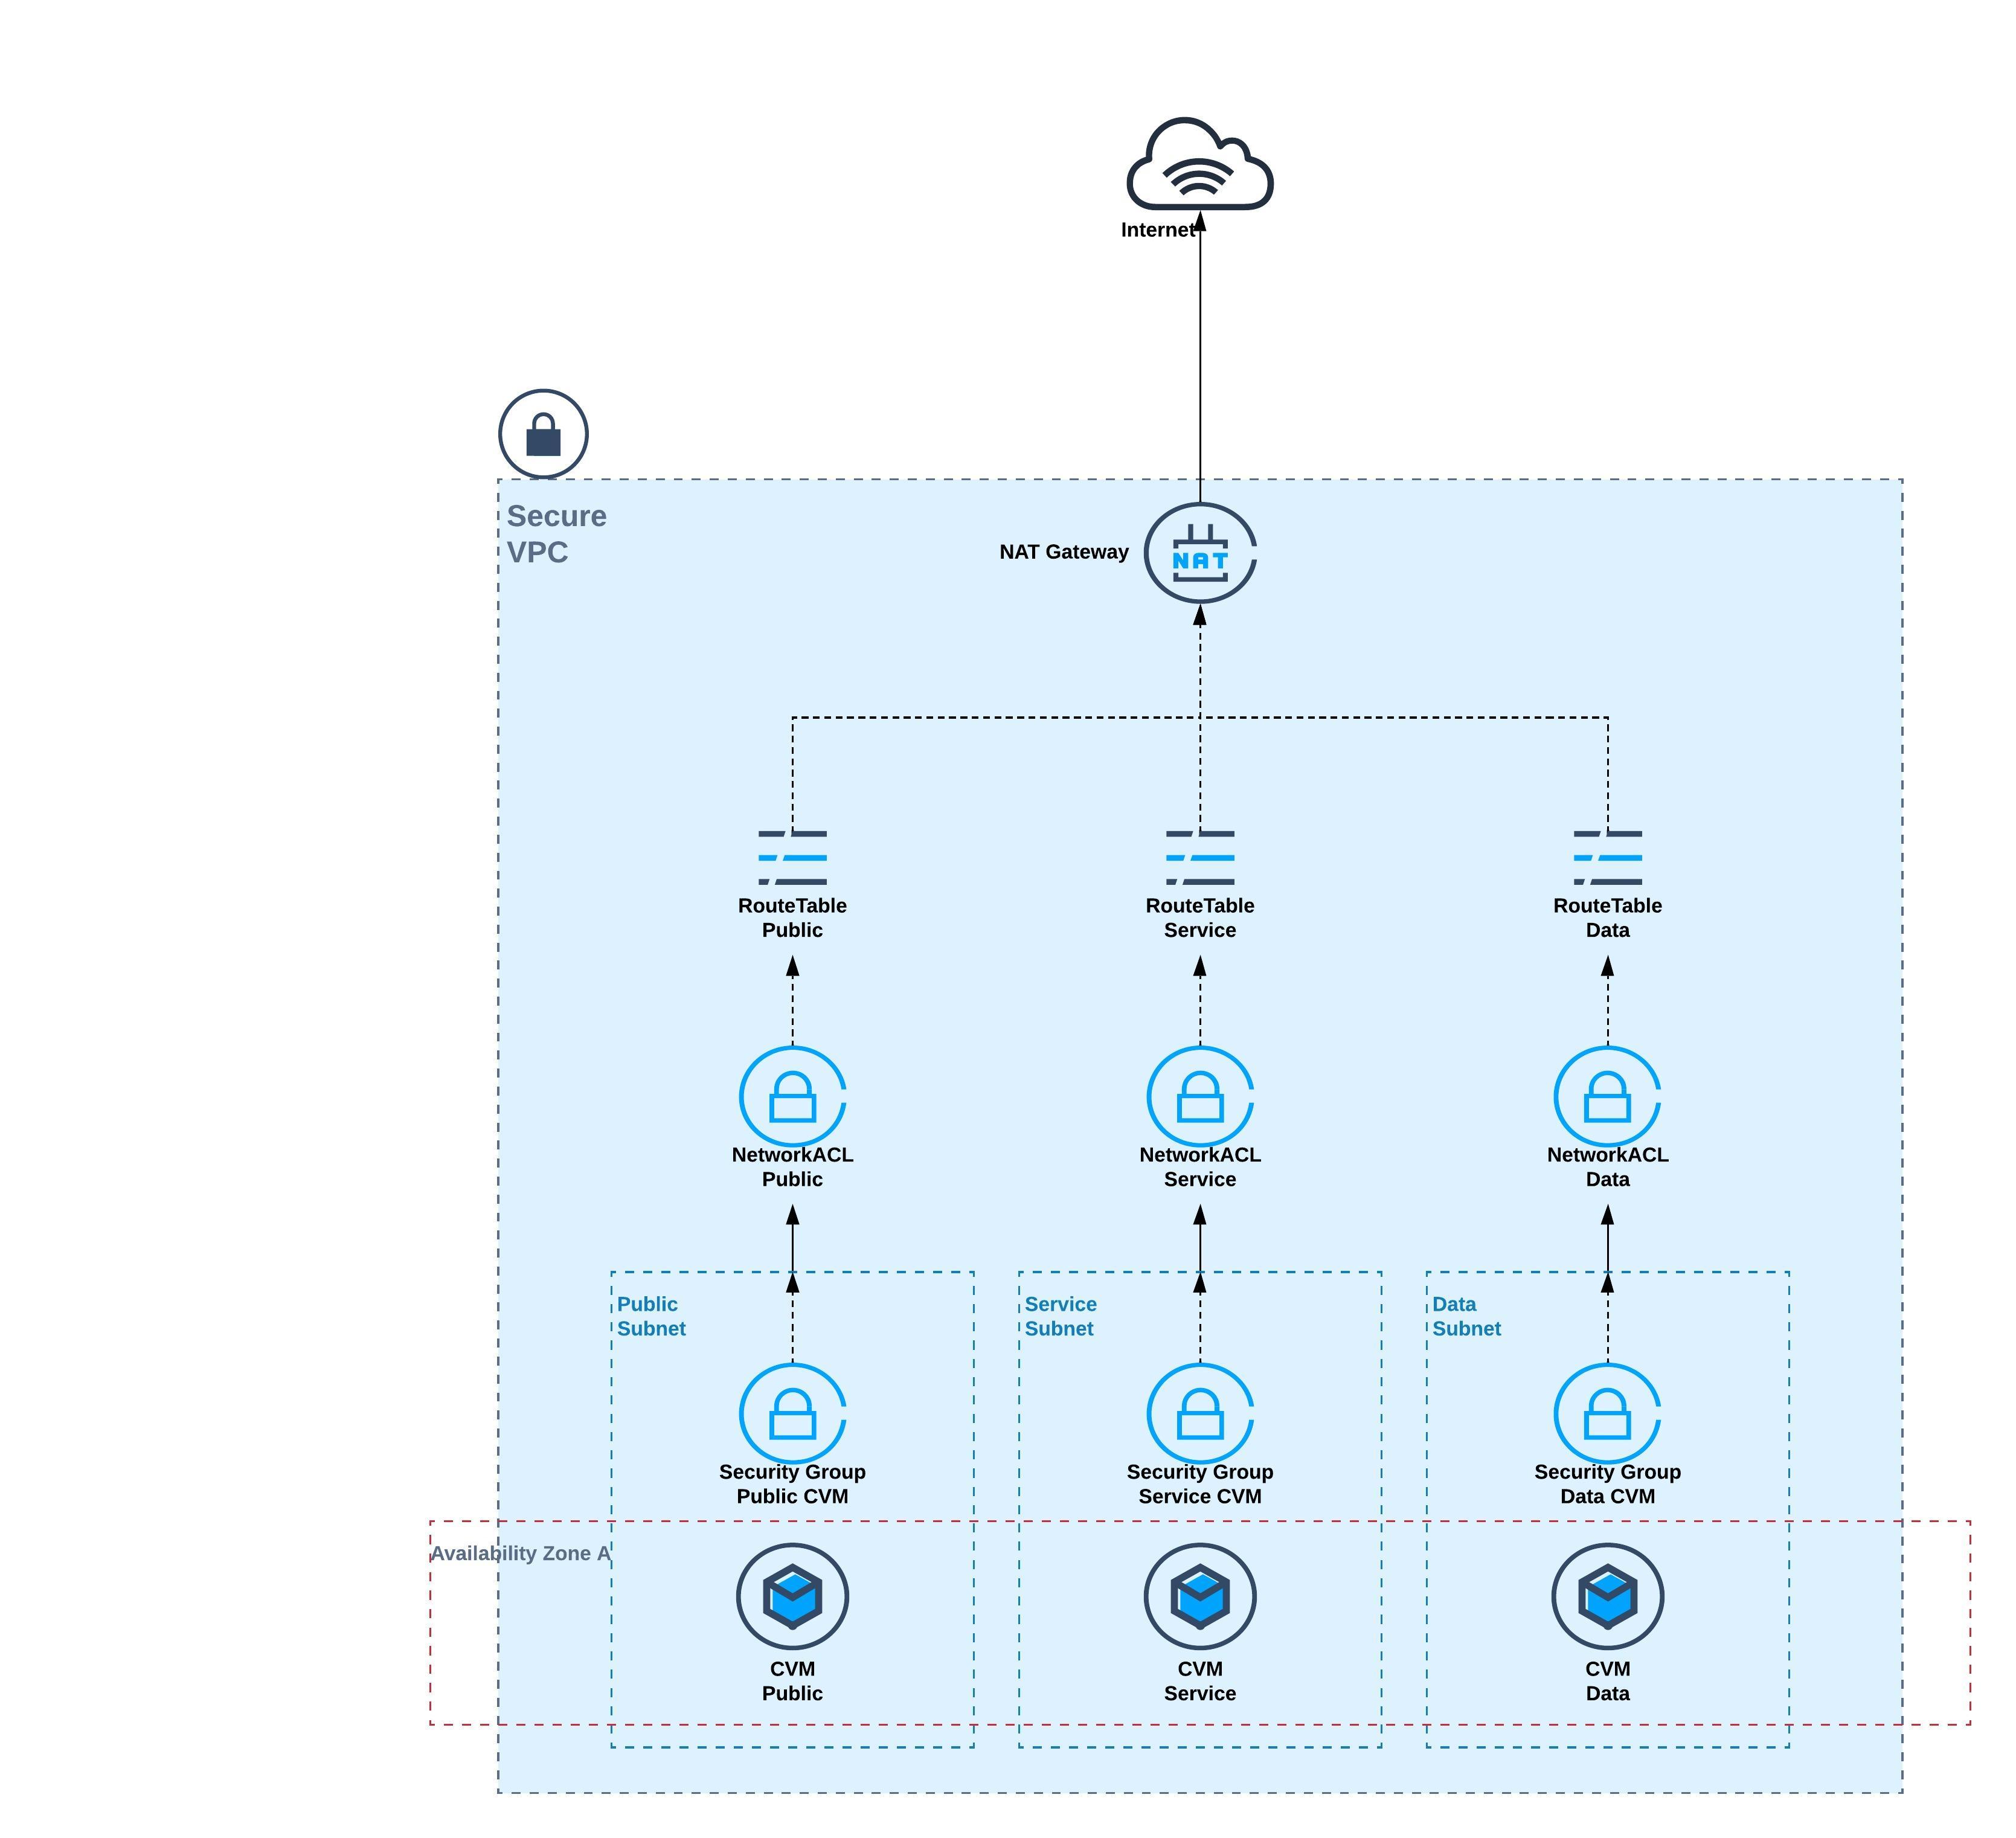 Internet
Secure
VPC
NAT Gateway
NAT
RouteTable
Public
RouteTable
Service
RouteTable
Data
NetworkACL
Public
NetworkACL
Service
NetworkACL
Data
Public
Subnet
Service
Subnet
Data
Subnet
Security Group
Public CVM
Security Group
Service CVM
Security Group
Data CVM
Availability Zone A
CVM
Public
CVM
Service
CVM
Data